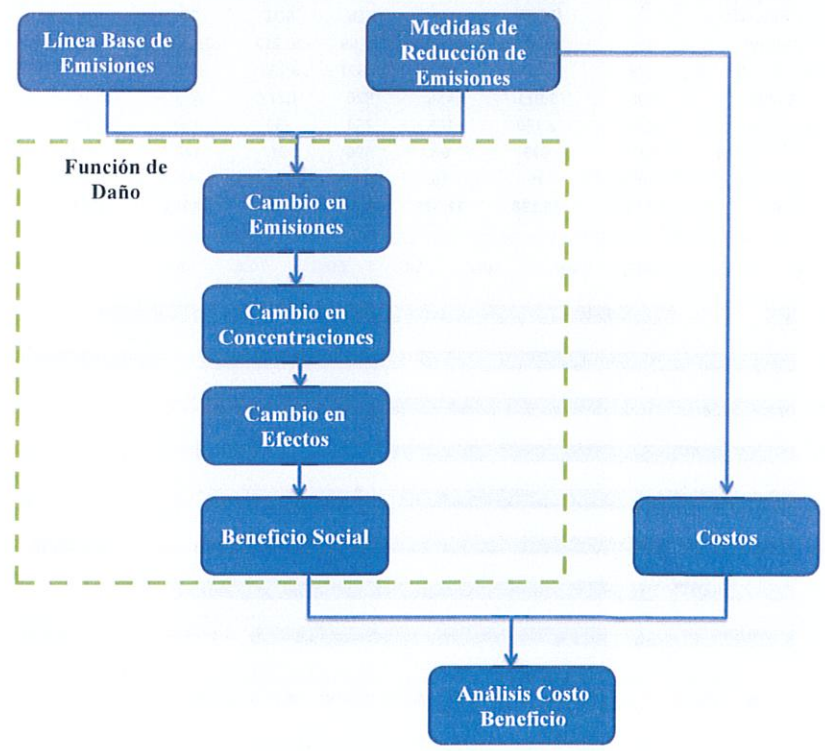 Línea Base de
Emisiones
Medidas de
Reducción de
Emisiones
Función de
Daño
Cambio en
Emisiones
Cambio en
Concentraciones
Cambio en
Efectos
Beneficio Social
Costos
Análisis Costo
Beneficio